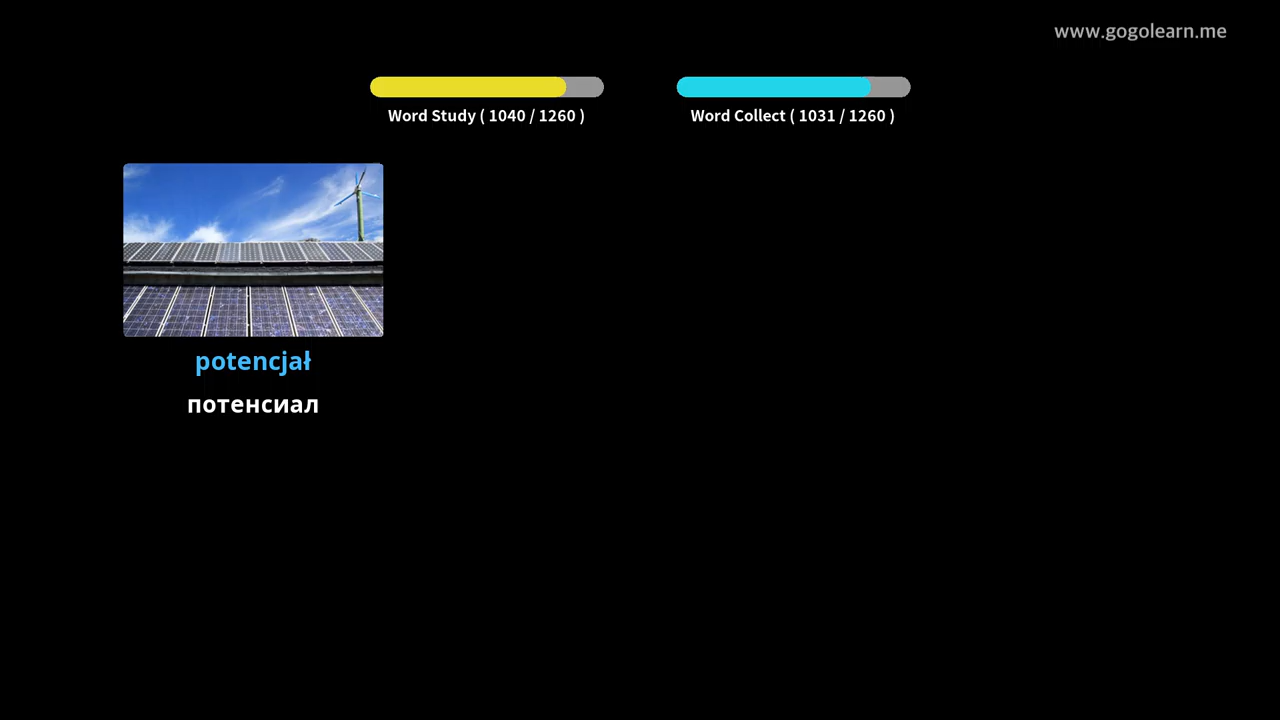 www.gogolearn.me
Word Study ( 1040 / 1260 )
Word Collect ( 1031 / 1260 )
potencjał
потенсиал